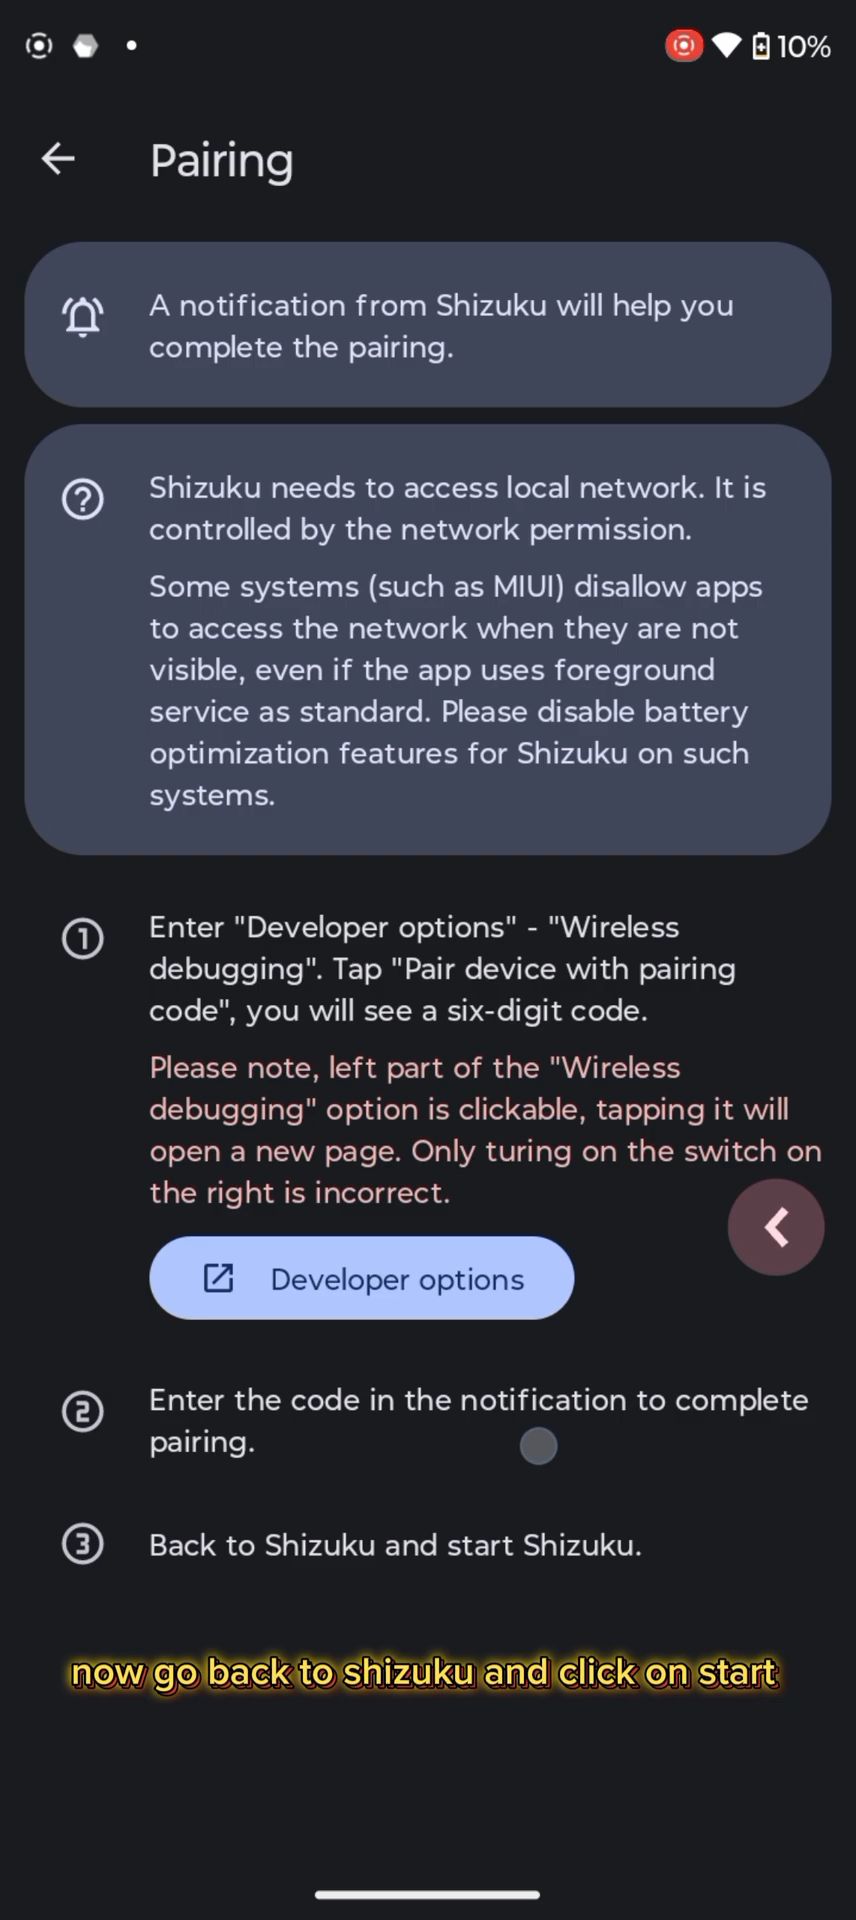 10%
Pairing
A notification from Shizuku will help you
complete the pairing.
Shizuku needs to access local network. It is
controlled by the network permission.
Some systems (such as MIUI) disallow apps
to access the network when they are not
visible, even if the app uses foreground
service as standard. Please disable battery
optimization features for Shizuku on such
systems.
1
Enter "Developer options" - "Wireless
debugging". Tap "Pair device with pairing
code", you will see a six-digit code.
Please note, left part of the "Wireless
debugging" option is clickable, tapping it will
open a new page. Only turing on the switch on
the right is incorrect.
Developer options
2
Enter the code in the notification to complete
pairing.
3
Back to Shizuku and start Shizuku.
now go back to shizuku and click on start